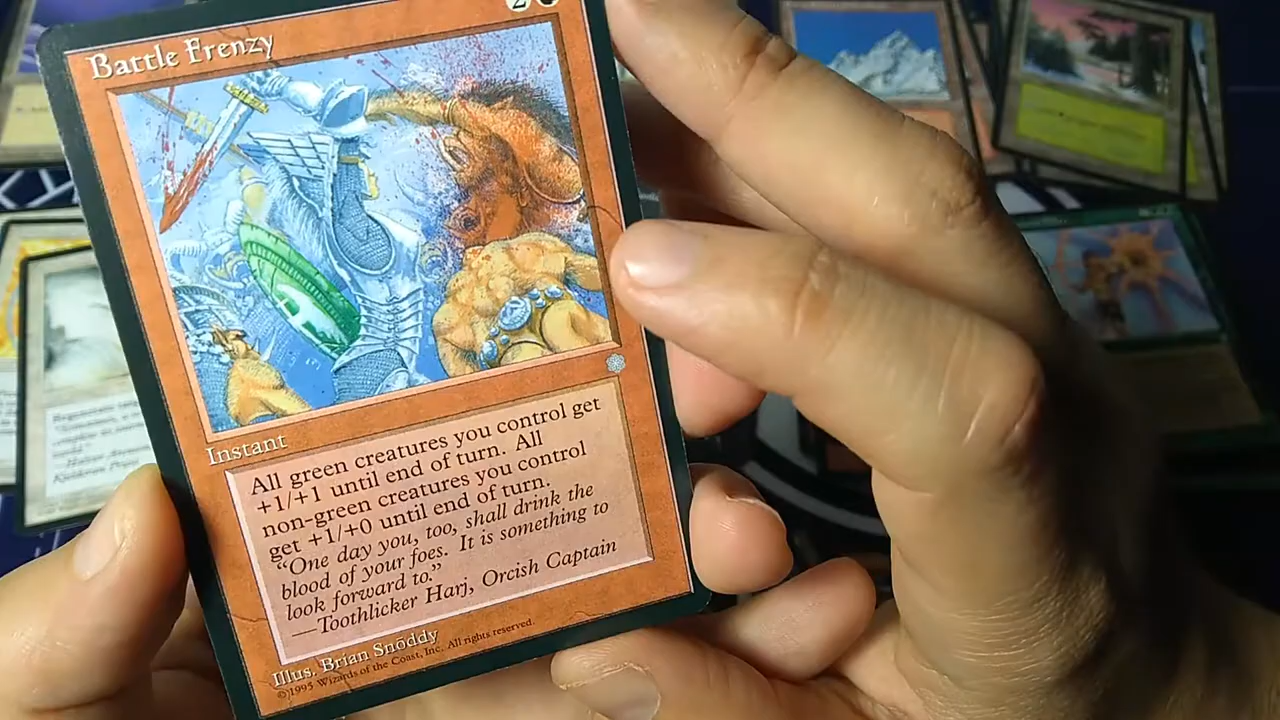 2
Battle Frenzy
Instant
All green creatures you control get
+1/+1 until end of turn. All
non-green creatures you control
get +1/+0 until end of turn.
“One day you, too, shall drink the
blood of your foes. It is something to
look forward to.”
—Toothlicker Harj, Orcish Captain
Illus. Brian Snōddy
©1995 Wizards of the Coast, Inc. All rights reserved.